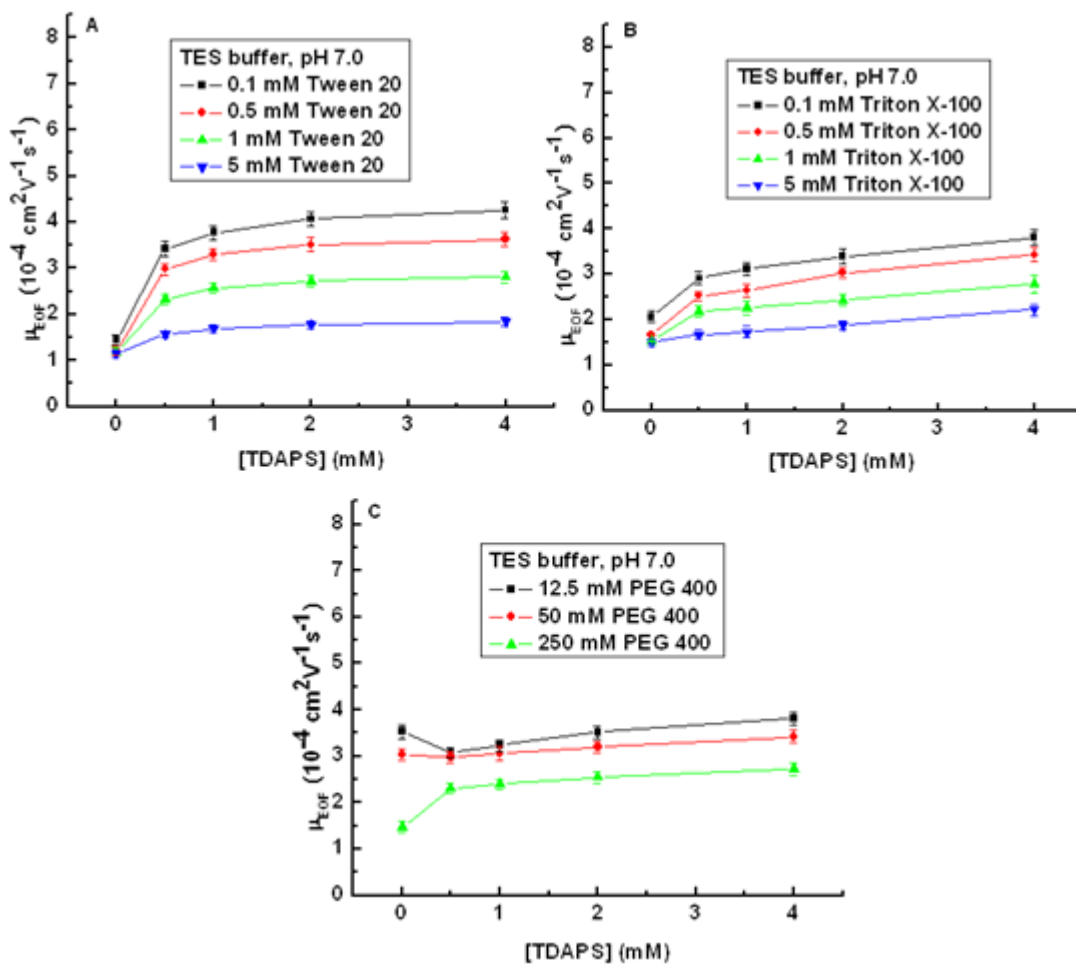 A
TES buffer, pH 7.0
0.1 mM Tween 20
0.5 mM Tween 20
1 mM Tween 20
5 mM Tween 20
μEOF (10⁻⁴ cm²V⁻¹s⁻¹)
8
7
6
5
4
3
2
1
0
0 1 2 3 4
[TDAPS] (mM)
B
TES buffer, pH 7.0
0.1 mM Triton X-100
0.5 mM Triton X-100
1 mM Triton X-100
5 mM Triton X-100
μEOF (10⁻⁴ cm²V⁻¹s⁻¹)
8
7
6
5
4
3
2
1
0
0 1 2 3 4
[TDAPS] (mM)
C
TES buffer, pH 7.0
12.5 mM PEG 400
50 mM PEG 400
250 mM PEG 400
μEOF (10⁻⁴ cm²V⁻¹s⁻¹)
8
7
6
5
4
3
2
1
0
0 1 2 3 4
[TDAPS] (mM)